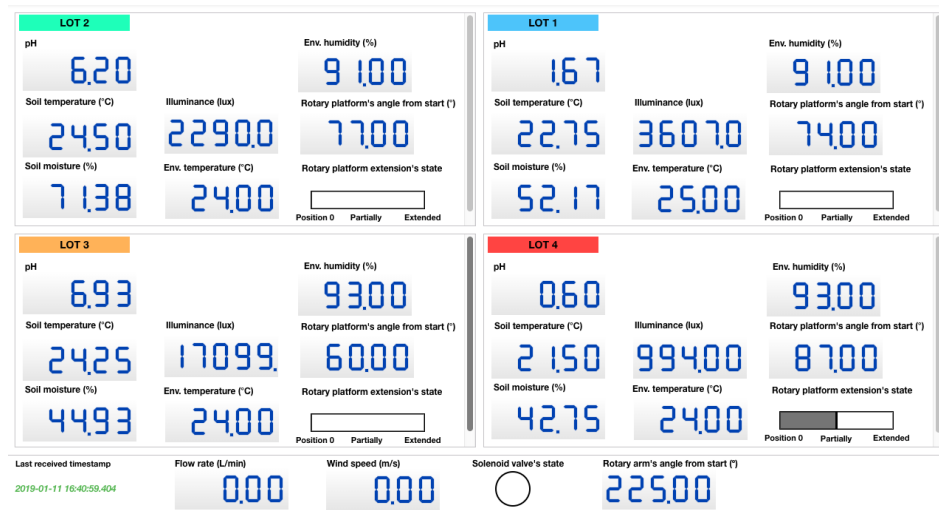 LOT 2
pH
6.20
Env. humidity (%)
91.00
Soil temperature (°C)
24.50
Illuminance (lux)
2290.0
Rotary platform's angle from start (°)
77.00
Soil moisture (%)
71.38
Env. temperature (°C)
24.00
Rotary platform extension's state
Position 0 Partially Extended
LOT 1
pH
1.67
Env. humidity (%)
91.00
Soil temperature (°C)
22.75
Illuminance (lux)
3607.0
Rotary platform's angle from start (°)
74.00
Soil moisture (%)
52.17
Env. temperature (°C)
25.00
Rotary platform extension's state
Position 0 Partially Extended
LOT 3
pH
6.93
Env. humidity (%)
93.00
Soil temperature (°C)
24.25
Illuminance (lux)
17099.
Rotary platform's angle from start (°)
60.00
Soil moisture (%)
44.93
Env. temperature (°C)
24.00
Rotary platform extension's state
Position 0 Partially Extended
LOT 4
pH
0.60
Env. humidity (%)
93.00
Soil temperature (°C)
21.50
Illuminance (lux)
994.00
Rotary platform's angle from start (°)
87.00
Soil moisture (%)
42.75
Env. temperature (°C)
24.00
Rotary platform extension's state
Position 0 Partially Extended
Last received timestamp
2019-01-11 16:40:59.404
Flow rate (L/min)
0.00
Wind speed (m/s)
0.00
Solenoid valve's state
Rotary arm's angle from start (º)
225.00